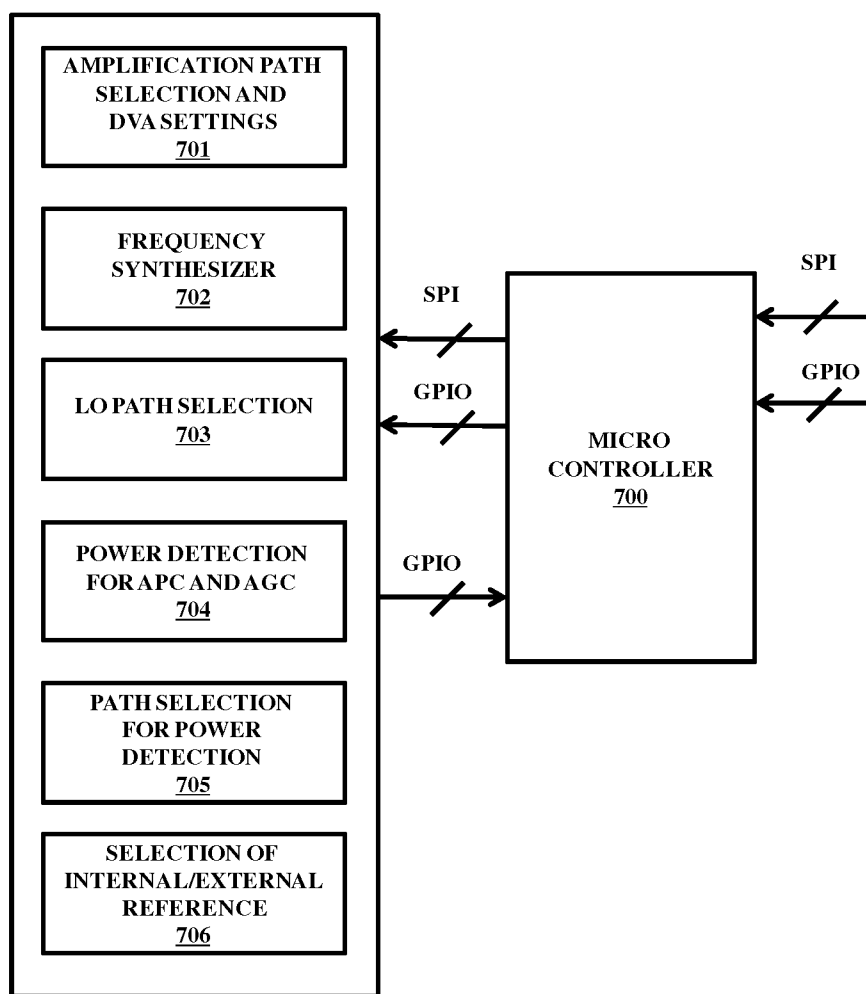 AMPLIFICATION PATH
SELECTION AND
DVA SETTINGS
701
FREQUENCY
SYNTHESIZER
702
LO PATH SELECTION
703
POWER DETECTION
FOR APC AND AGC
704
PATH SELECTION
FOR POWER
DETECTION
705
SELECTION OF
INTERNAL/EXTERNAL
REFERENCE
706
SPI
GPIO
GPIO
MICRO
CONTROLLER
700
SPI
GPIO